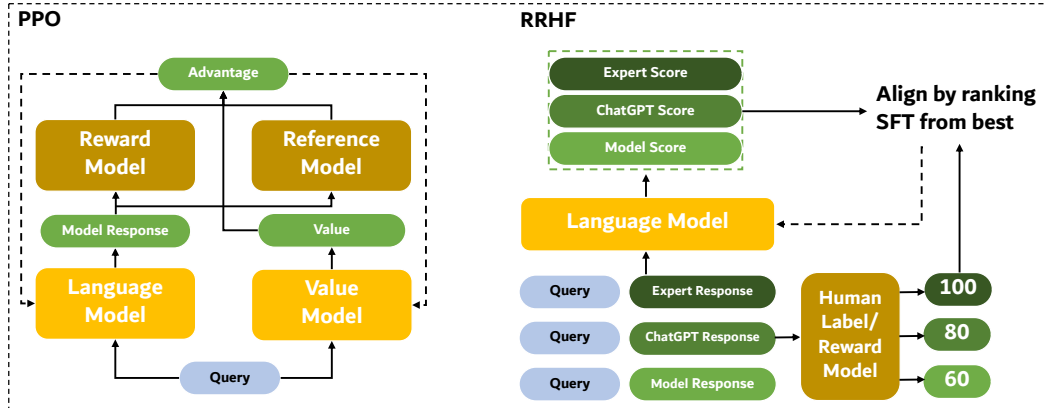 PPO
Advantage
Reward
Model
Reference
Model
Model Response
Value
Language
Model
Value
Model
Query
RRHF
Expert Score
ChatGPT Score
Model Score
Align by ranking
SFT from best
Language Model
Query
Expert Response
Query
ChatGPT Response
Query
Model Response
Human
Label/
Reward
Model
100
80
60